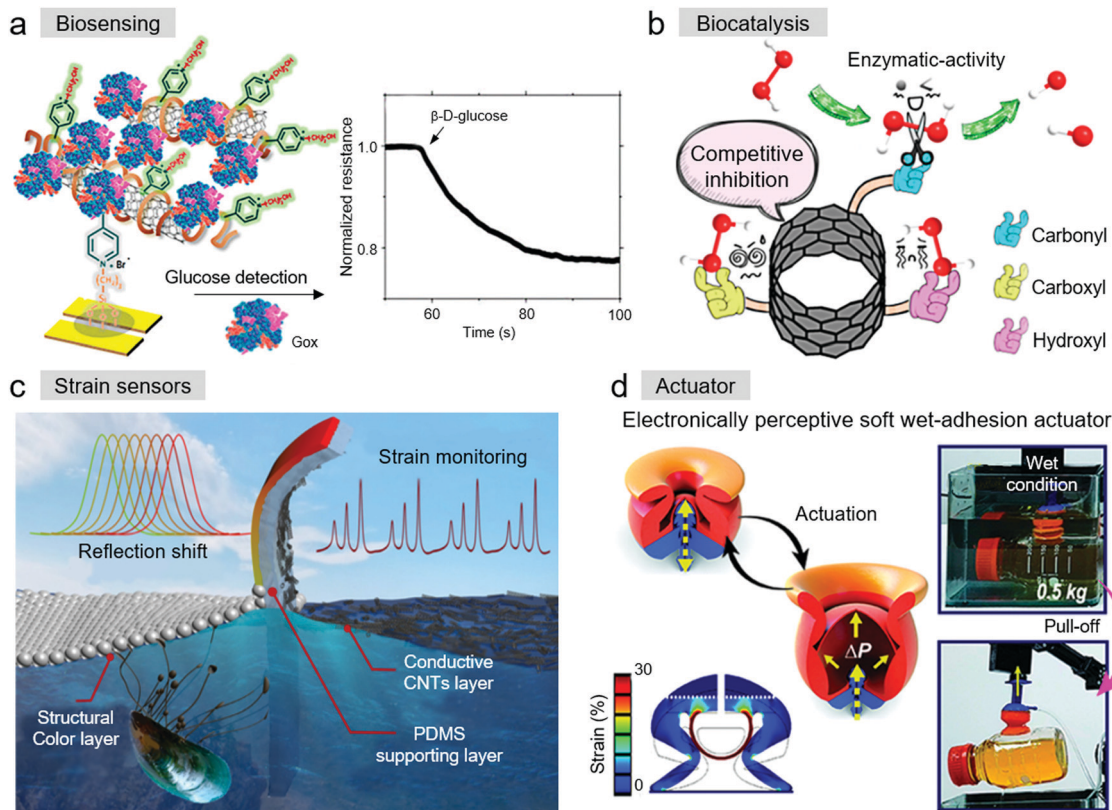 a Biosensing
Br-
N+
(CH2)3
Glucose detection
Gox
β-D-glucose
Normalized resistance
1.0
0.8
60
80
100
Time (s)
b Biocatalysis
Enzymatic-activity
Competitive
inhibition
Carbonyl
Carboxyl
Hydroxyl
c Strain sensors
Reflection shift
Strain monitoring
Conductive
CNTs layer
Structural
Color layer
PDMS
supporting layer
d Actuator
Electronically perceptive soft wet-adhesion actuator
Actuation
ΔP
Strain (%)
30
0
Wet
condition
0.5 kg
Pull-off